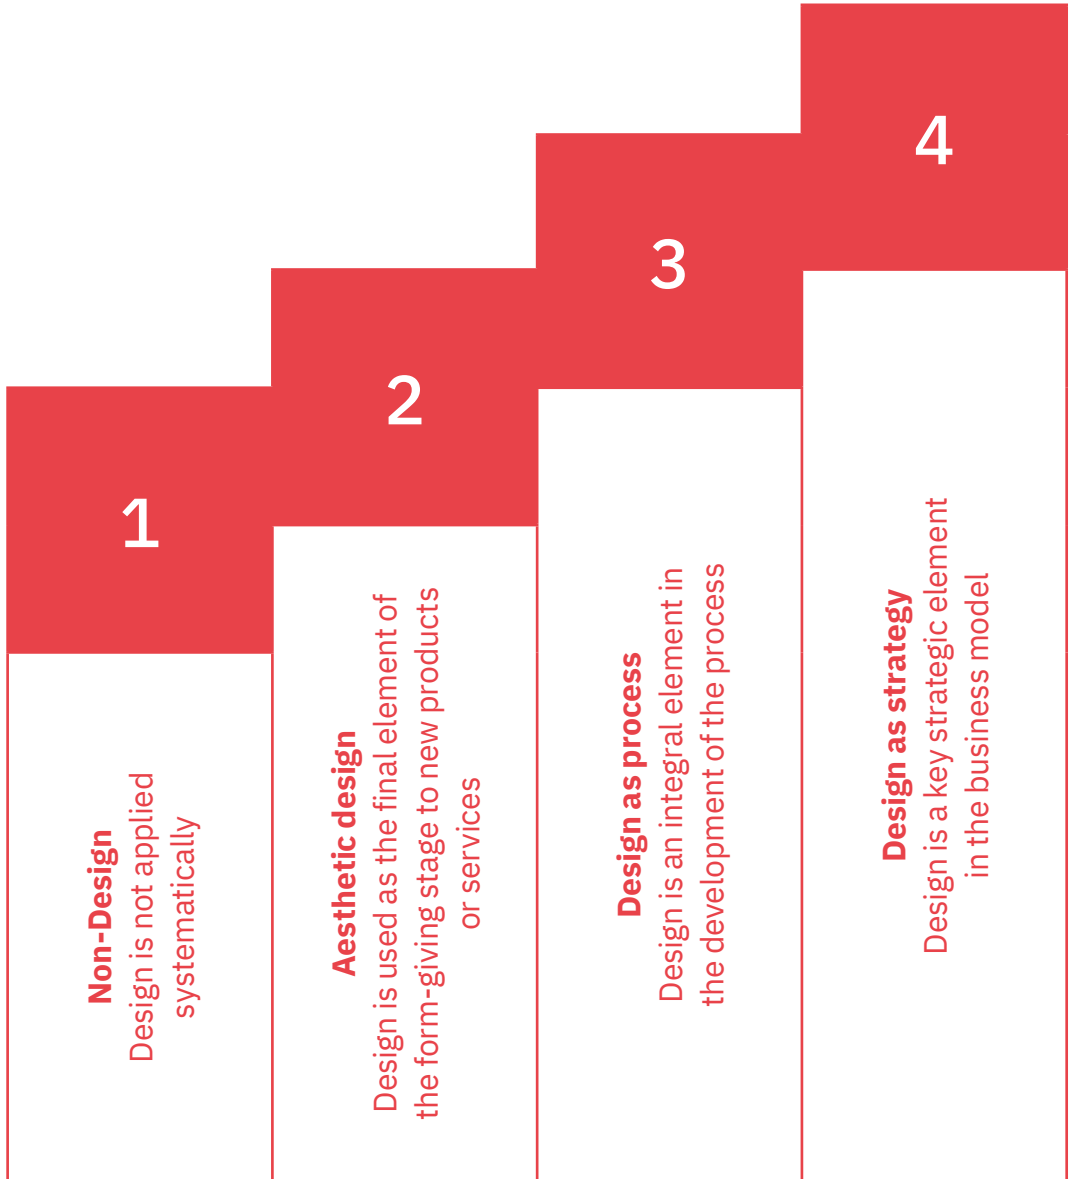 1
Non-Design
Design is not applied
systematically
2
Aesthetic design
Design is used as the final element of
the form-giving stage to new products
or services
3
Design as process
Design is an integral element in
the development of the process
4
Design as strategy
Design is a key strategic element
in the business model